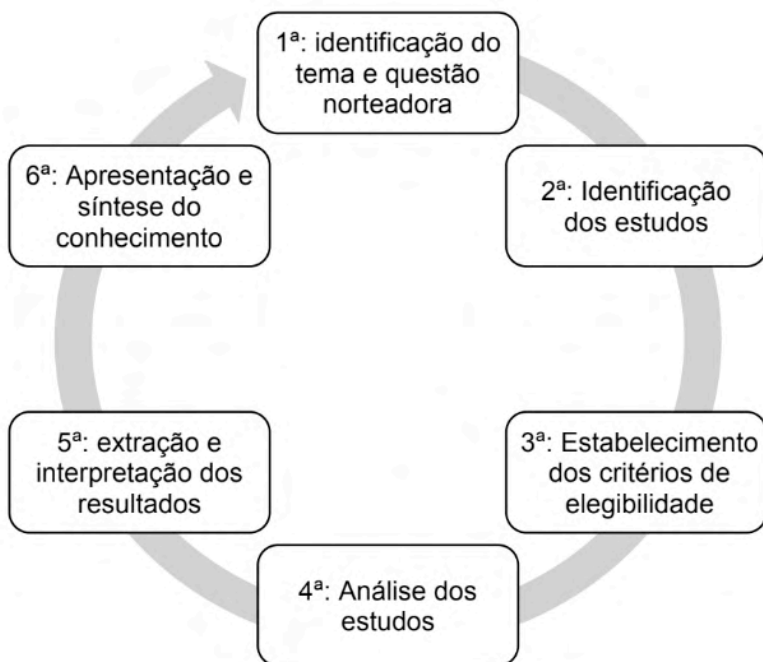 1ª: identificação do
tema e questão
norteadora
2ª: Identificação
dos estudos
3ª: Estabelecimento
dos critérios de
elegibilidade
4ª: Análise dos
estudos
5ª: extração e
interpretação dos
resultados
6ª: Apresentação e
síntese do
conhecimento